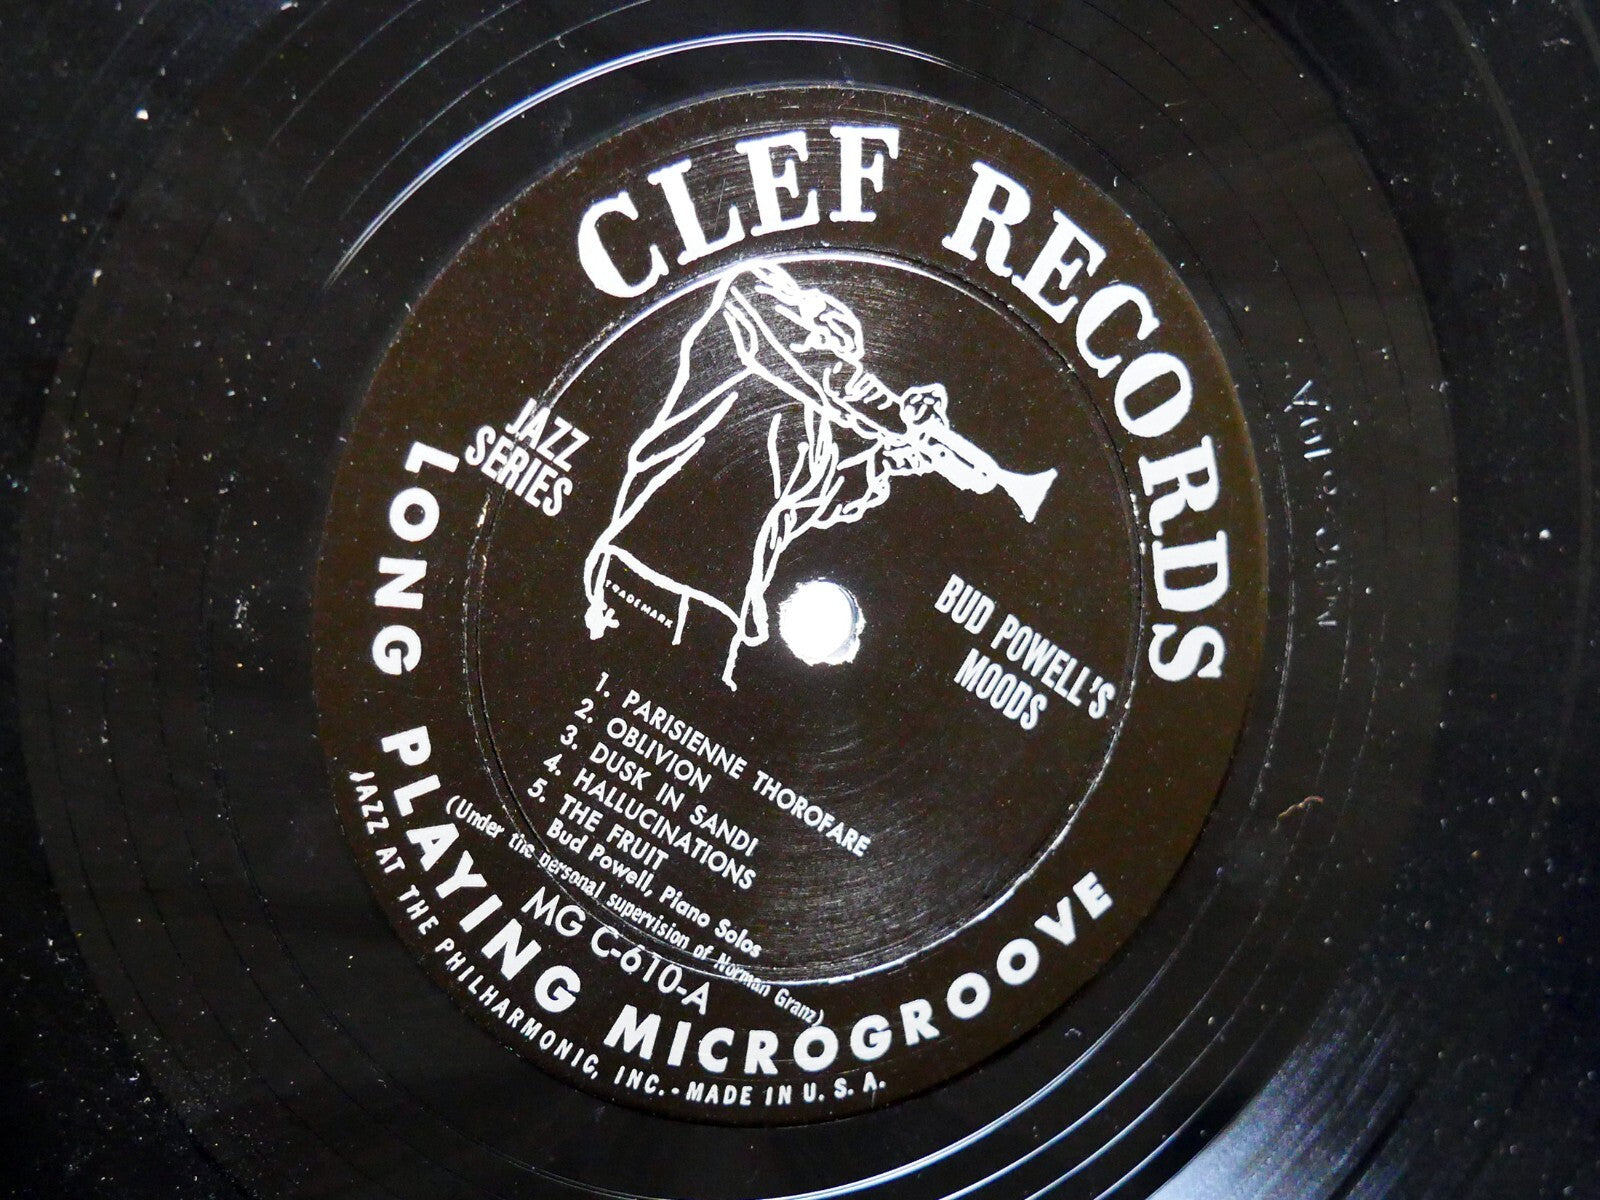 CLEF RECORDS
JAZZ
SERIES
TRADEMARK
BUD POWELL'S
MOODS
1. PARISIENNE THOROFARE
2. OBLIVION
3. DUSK IN SANDI
4. HALLUCINATIONS
5. THE FRUIT
Bud Powell, Piano Solos
(Under the personal supervision of Norman Granz)
MG C-610-A
LONG PLAYING MICROGROOVE
JAZZ AT THE PHILHARMONIC, INC. - MADE IN U. S. A.